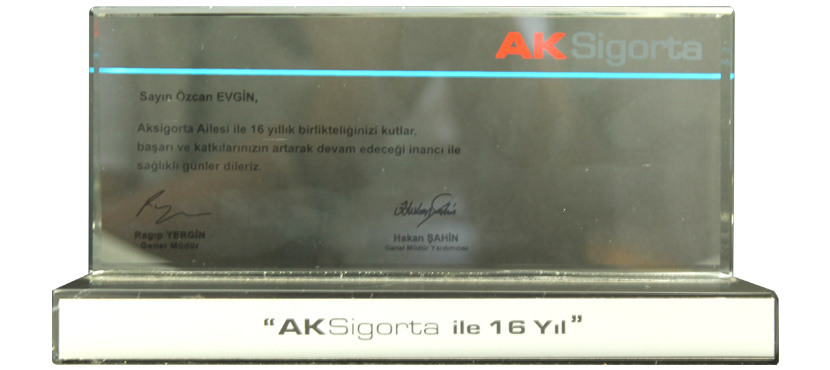 AKSigorta
Sayın Özcan EVGİN,
Aksigorta Ailesi ile 16 yıllık birlikteliğinizi kutlar,
başarı ve katkılarınızın artarak devam edeceği inancı ile
sağlıklı günler dileriz.
Ragıp YERGİN
Genel Müdür
Hakan ŞAHİN
Genel Müdür Yardımcısı
“AKSigorta ile 16 Yıl”